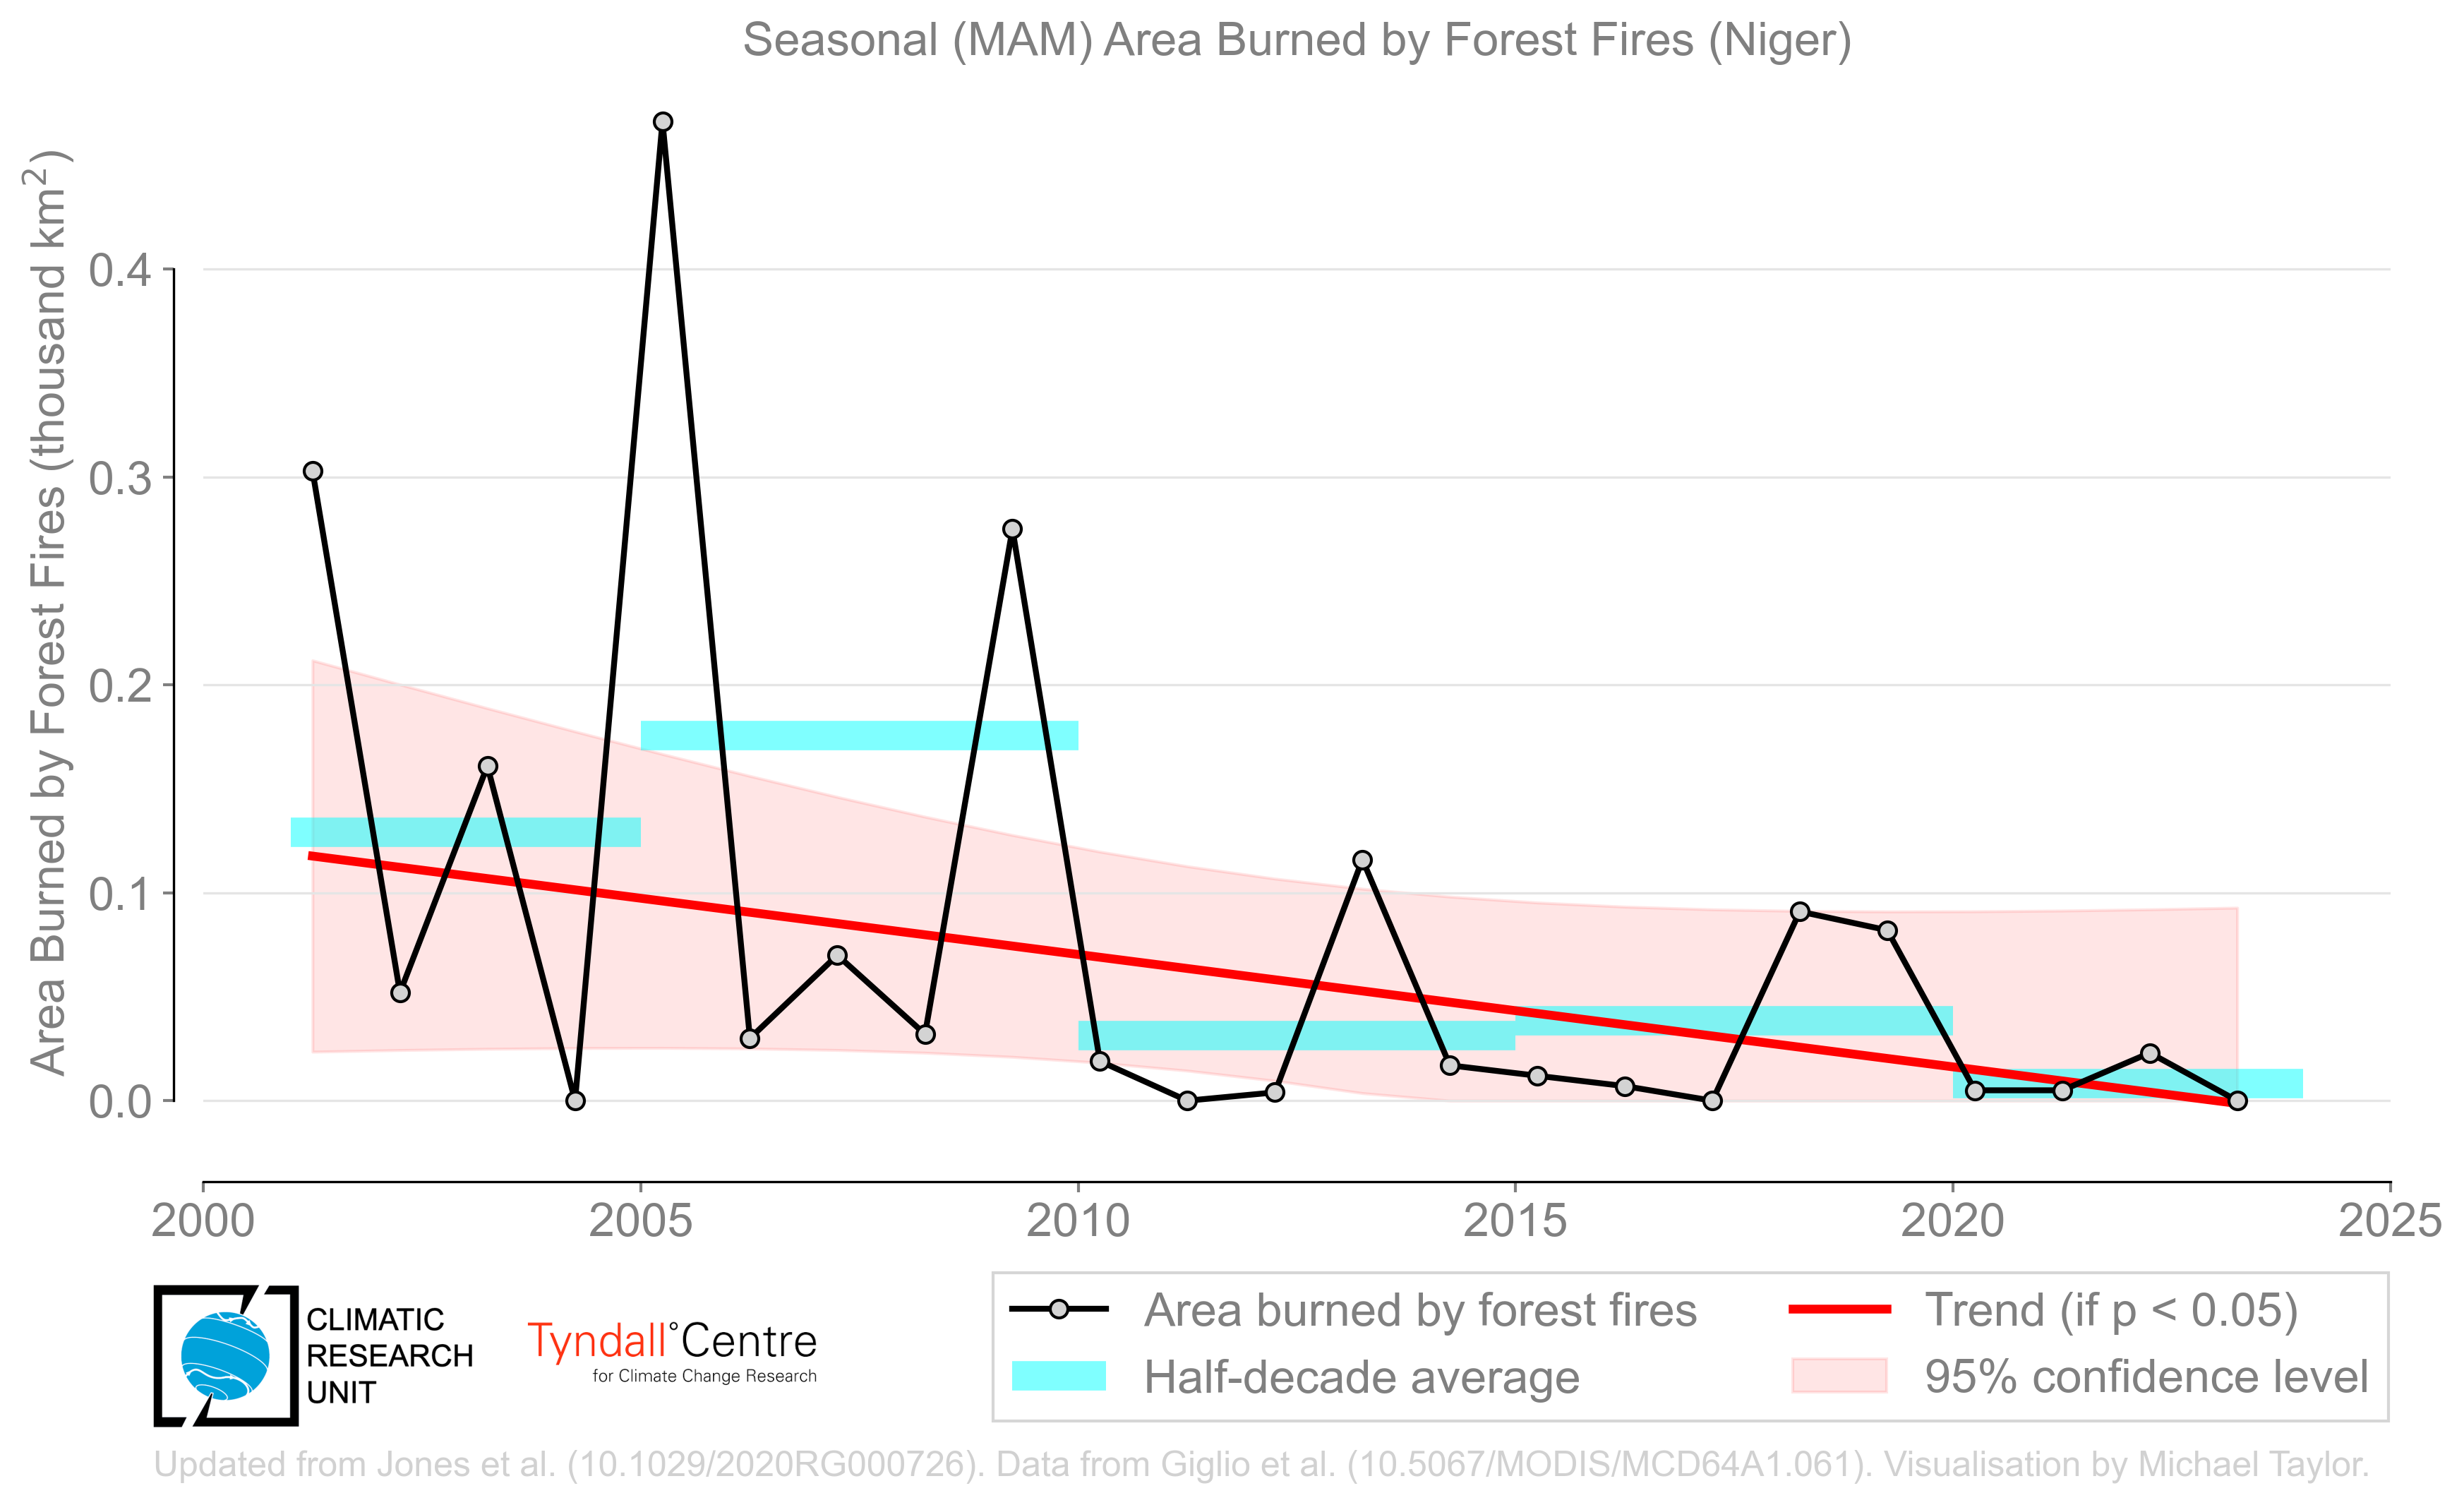 Seasonal (MAM) Area Burned by Forest Fires (Niger)
Area Burned by Forest Fires (thousand km²)
0.4
0.3
0.2
0.1
0.0
2000 2005 2010 2015 2020 2025
CLIMATIC
RESEARCH
UNIT
Tyndall°Centre
for Climate Change Research
Area burned by forest fires
Half-decade average
Trend (if p < 0.05)
95% confidence level
Updated from Jones et al. (10.1029/2020RG000726). Data from Giglio et al. (10.5067/MODIS/MCD64A1.061). Visualisation by Michael Taylor.